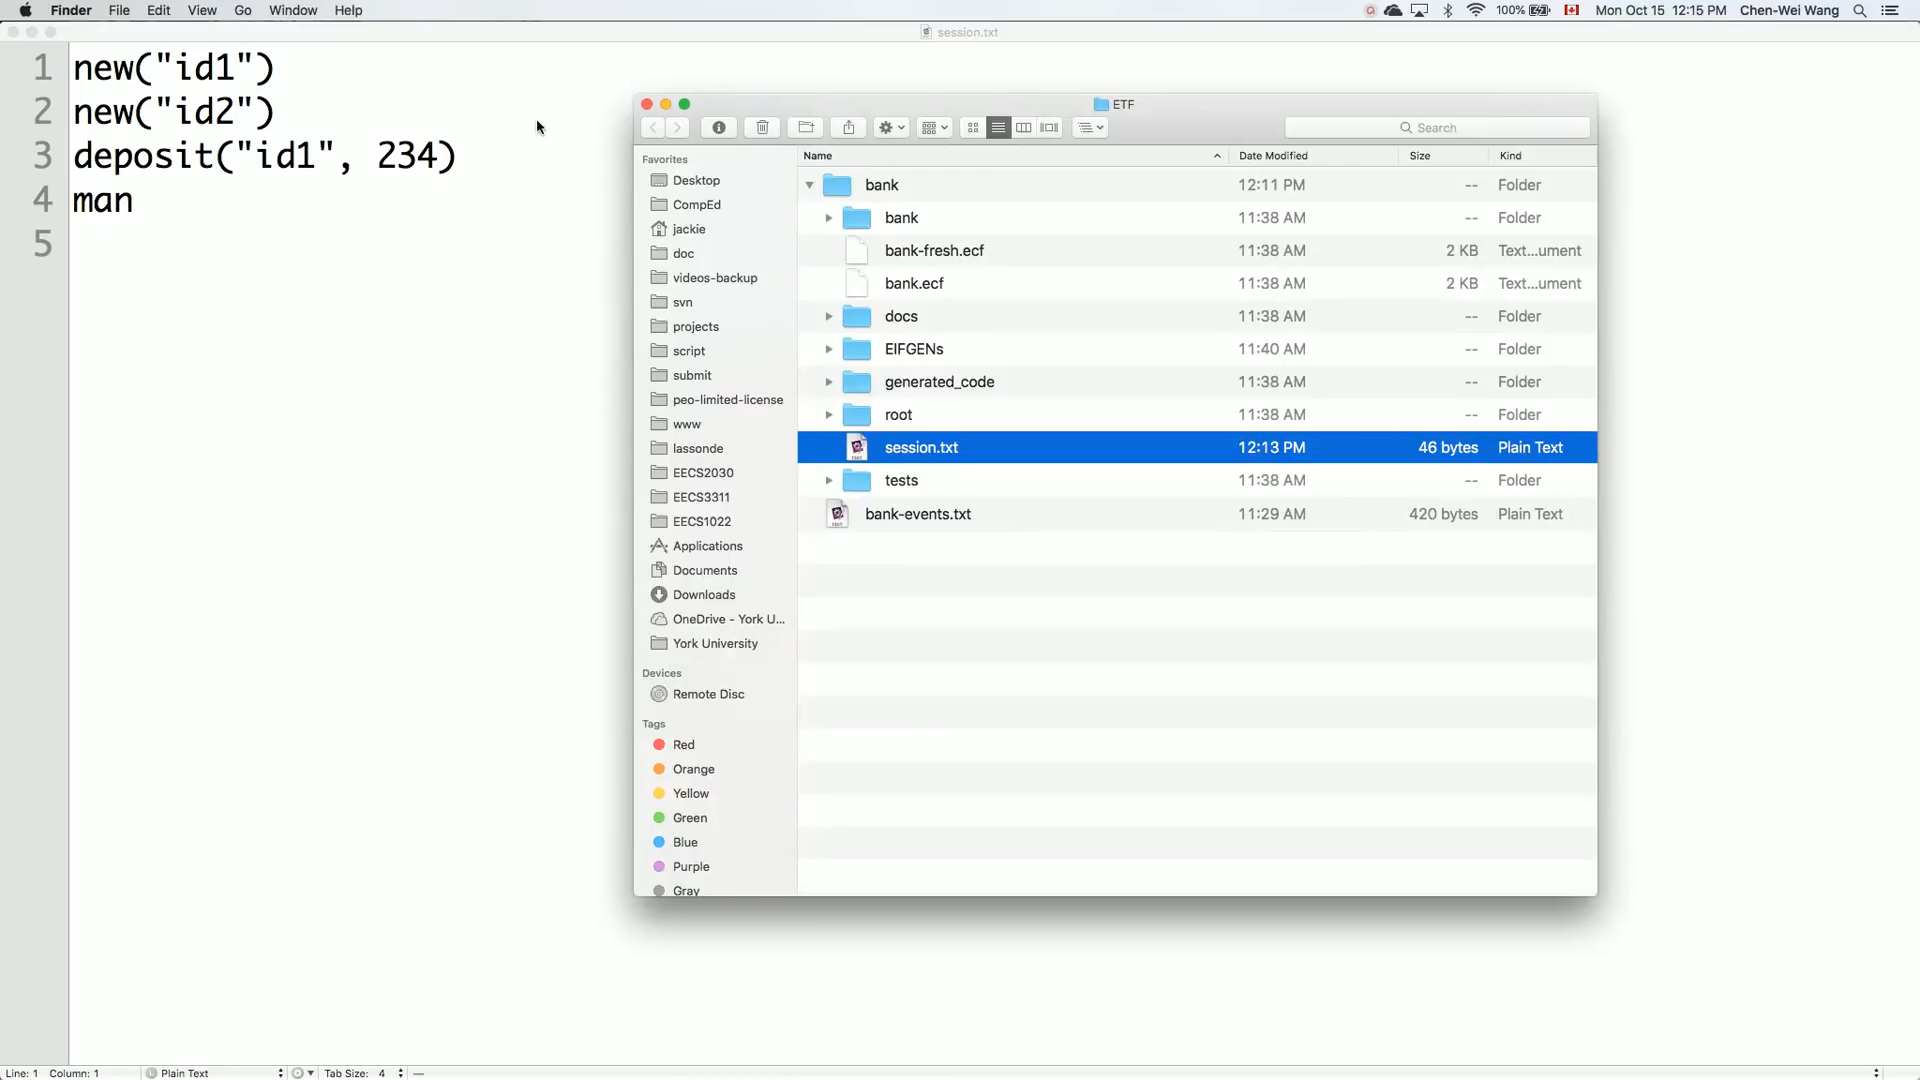 Finder File Edit View Go Window Help 100% Mon Oct 15 12:15 PM Chen-Wei Wang
session.txt
1 new("id1")
2 new("id2")
3 deposit("id1", 234)
4 man
5
ETF
Search
Favorites
Desktop
CompEd
jackie
doc
videos-backup
svn
projects
script
submit
peo-limited-license
www
lassonde
EECS2030
EECS3311
EECS1022
Applications
Documents
Downloads
OneDrive - York U...
York University
Devices
Remote Disc
Tags
Red
Orange
Yellow
Green
Blue
Purple
Gray
Name Date Modified Size Kind
bank 12:11 PM -- Folder
bank 11:38 AM -- Folder
bank-fresh.ecf 11:38 AM 2 KB Text...ument
bank.ecf 11:38 AM 2 KB Text...ument
docs 11:38 AM -- Folder
EIFGENs 11:40 AM -- Folder
generated_code 11:38 AM -- Folder
root 11:38 AM -- Folder
session.txt 12:13 PM 46 bytes Plain Text
tests 11:38 AM -- Folder
bank-events.txt 11:29 AM 420 bytes Plain Text
Line: 1 Column: 1 Plain Text Tab Size: 4 —